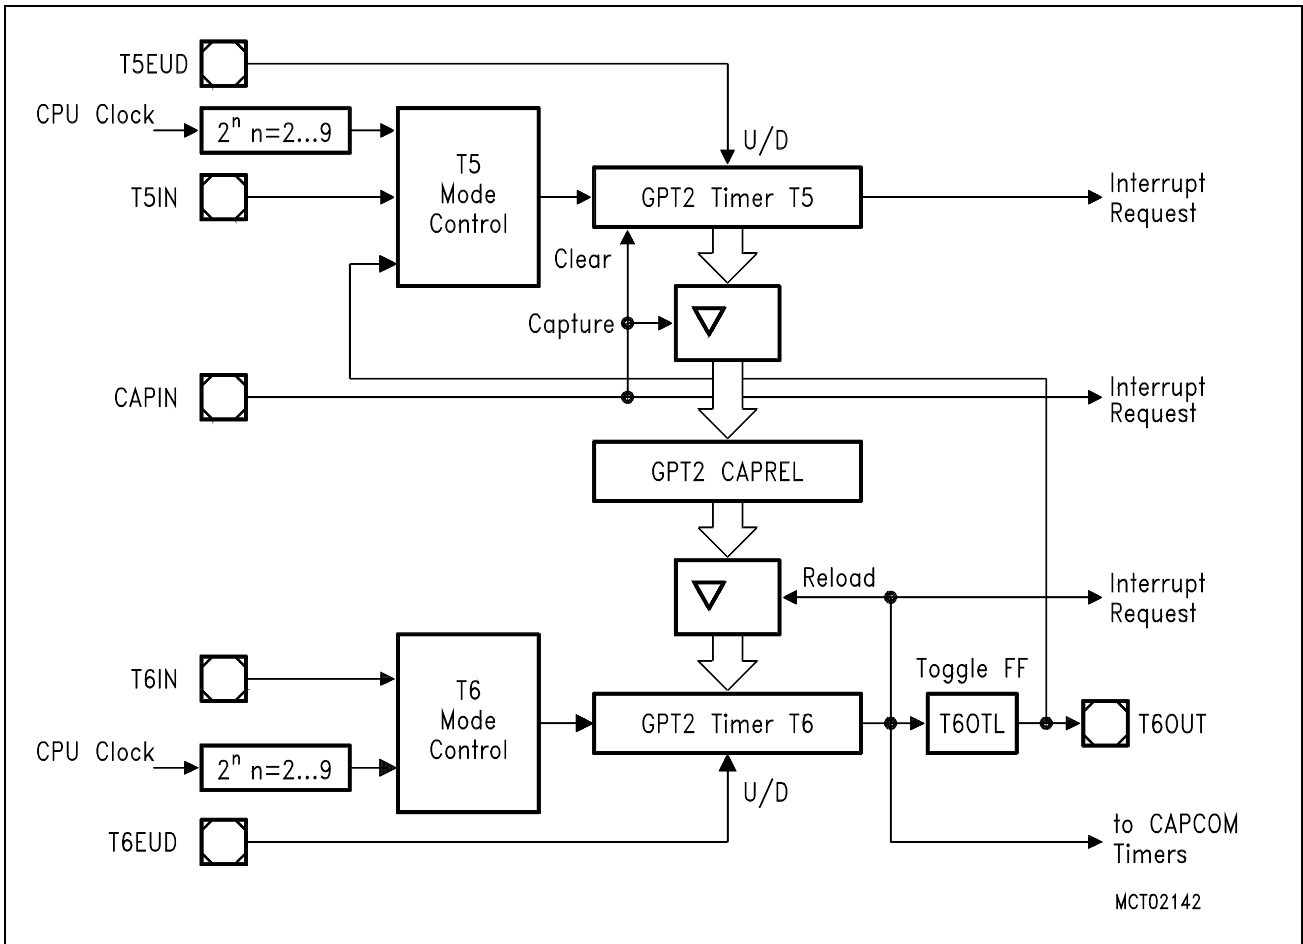 T5EUD
CPU Clock
2ⁿ n=2...9
U/D
T5
Mode
Control
T5IN
GPT2 Timer T5
Interrupt
Request
Clear
Capture
CAPIN
Interrupt
Request
GPT2 CAPREL
Reload
Interrupt
Request
T6IN
T6
Mode
Control
GPT2 Timer T6
Toggle FF
T6OTL
T6OUT
CPU Clock
2ⁿ n=2...9
U/D
T6EUD
to CAPCOM
Timers
MCT02142